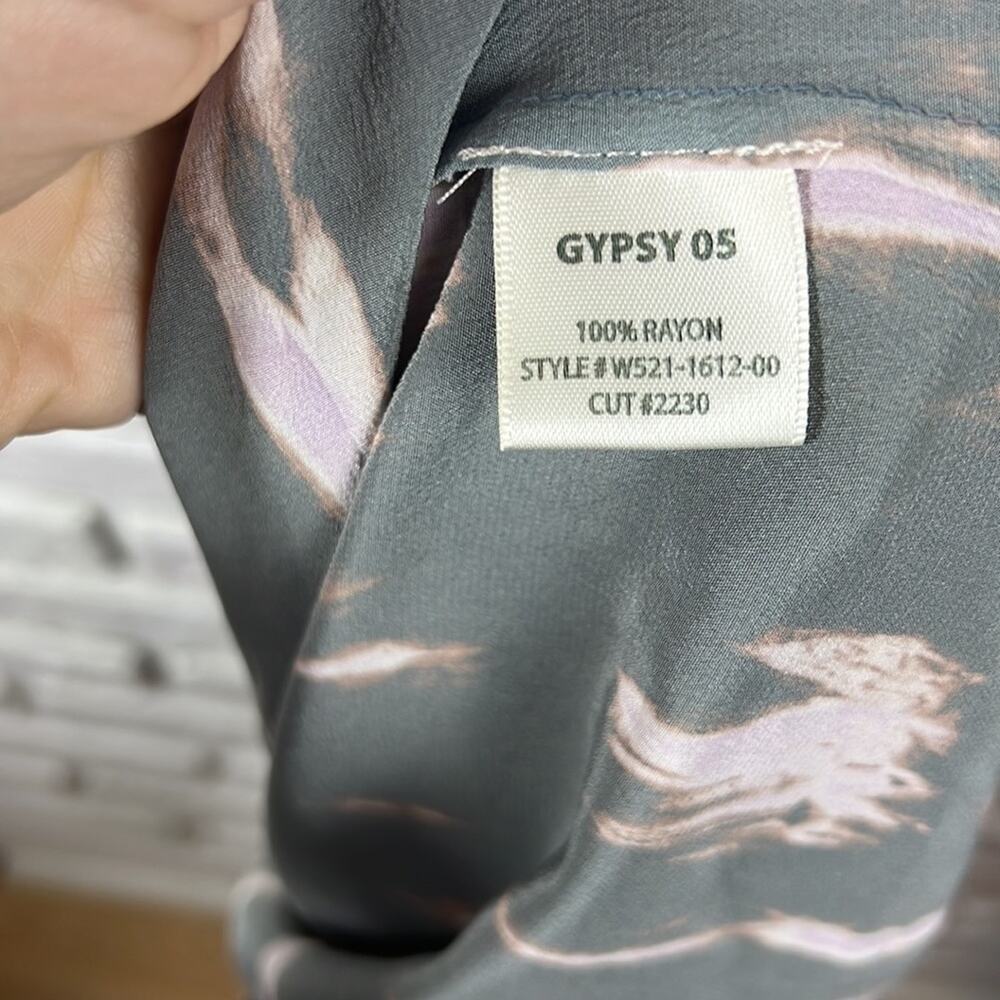 GYPSY 05
100% RAYON
STYLE # W521-1612-00
CUT #2230